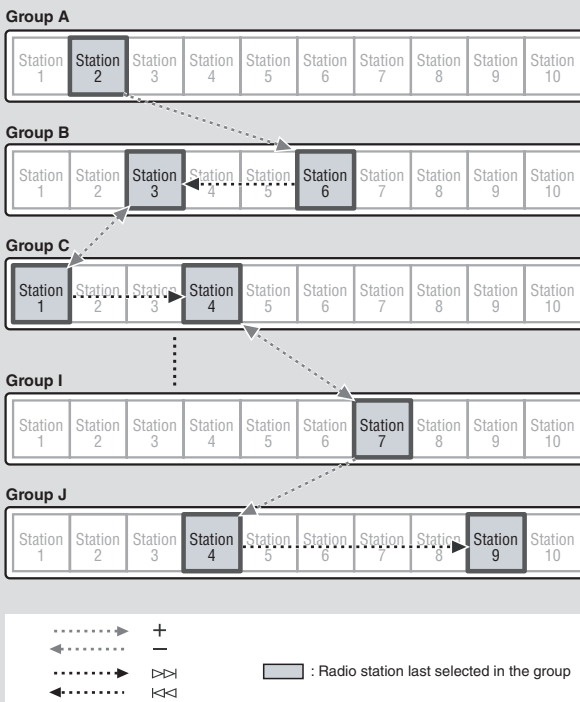 Group A
Station 1 Station 2 Station 3 Station 4 Station 5 Station 6 Station 7 Station 8 Station 9 Station 10
Group B
Station 1 Station 2 Station 3 Station 4 Station 5 Station 6 Station 7 Station 8 Station 9 Station 10
Group C
Station 1 Station 2 Station 3 Station 4 Station 5 Station 6 Station 7 Station 8 Station 9 Station 10
Group I
Station 1 Station 2 Station 3 Station 4 Station 5 Station 6 Station 7 Station 8 Station 9 Station 10
Group J
Station 1 Station 2 Station 3 Station 4 Station 5 Station 6 Station 7 Station 8 Station 9 Station 10
+
−
: Radio station last selected in the group